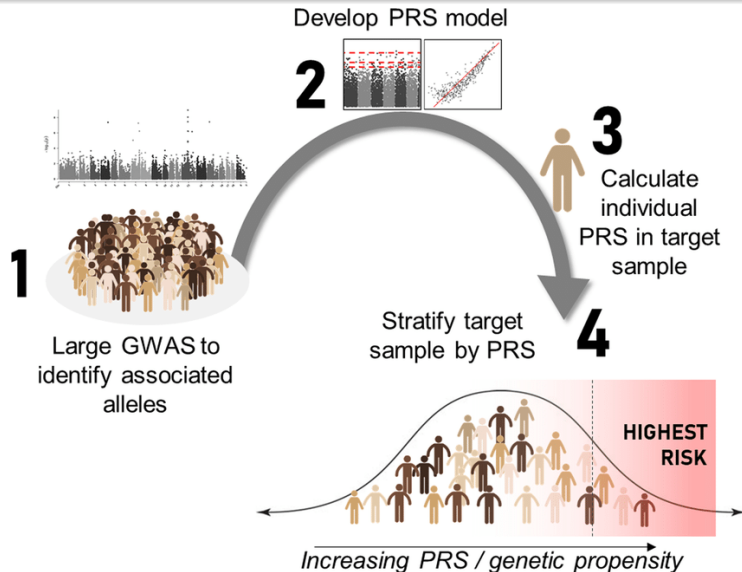 Develop PRS model
2
3
Calculate
individual
PRS in target
sample
1
Large GWAS to
identify associated
alleles
4
Stratify target
sample by PRS
HIGHEST
RISK
Increasing PRS / genetic propensity